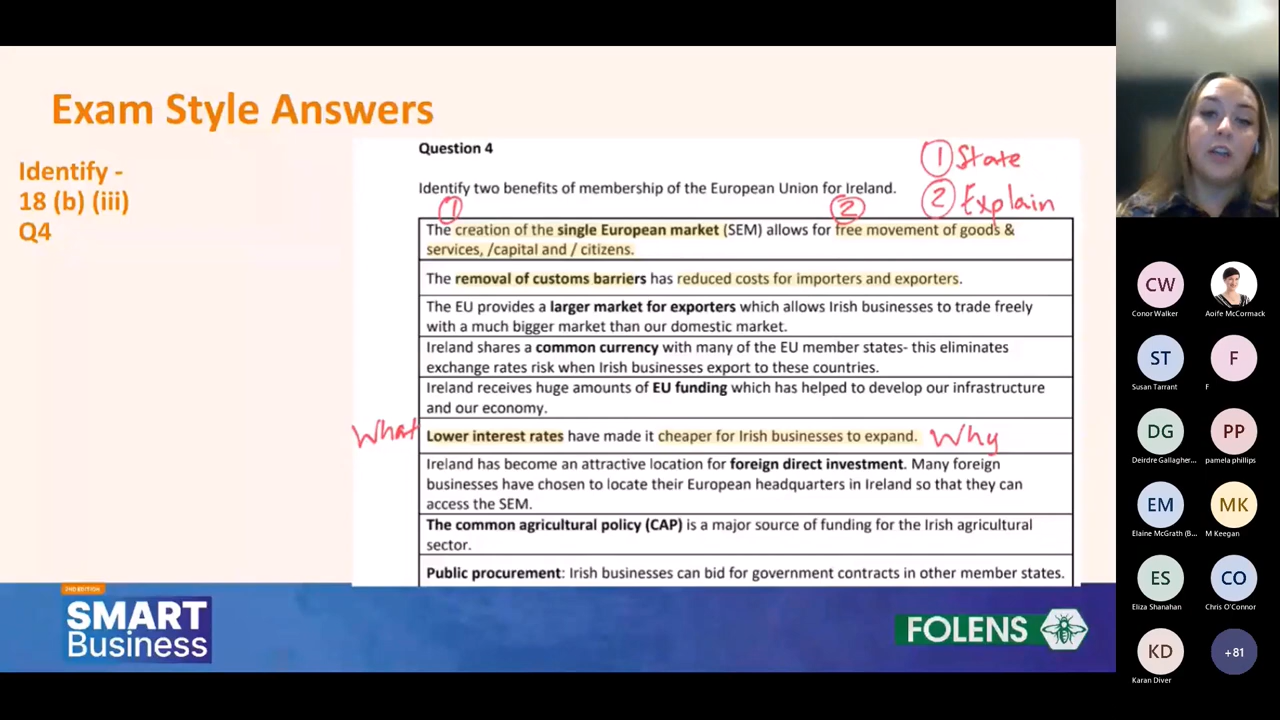 Exam Style Answers
Identify -
18 (b) (iii)
Q4
Question 4
① State
Identify two benefits of membership of the European Union for Ireland.
② Explain
① ②
The creation of the single European market (SEM) allows for free movement of goods &
services, /capital and / citizens.
The removal of customs barriers has reduced costs for importers and exporters.
The EU provides a larger market for exporters which allows Irish businesses to trade freely
with a much bigger market than our domestic market.
Ireland shares a common currency with many of the EU member states- this eliminates
exchange rates risk when Irish businesses export to these countries.
Ireland receives huge amounts of EU funding which has helped to develop our infrastructure
and our economy.
What Lower interest rates have made it cheaper for Irish businesses to expand. Why
Ireland has become an attractive location for foreign direct investment. Many foreign
businesses have chosen to locate their European headquarters in Ireland so that they can
access the SEM.
The common agricultural policy (CAP) is a major source of funding for the Irish agricultural
sector.
Public procurement: Irish businesses can bid for government contracts in other member states.
2ND EDITION
SMART
Business
FOLENS
CW
Conor Walker
Aoife McCormack
ST F
Susan Tarrant F
DG PP
Deirdre Gallagher... pamela phillips
EM MK
Elaine McGrath (B... M Keegan
ES CO
Eliza Shanahan Chris O'Connor
KD +81
Karan Diver